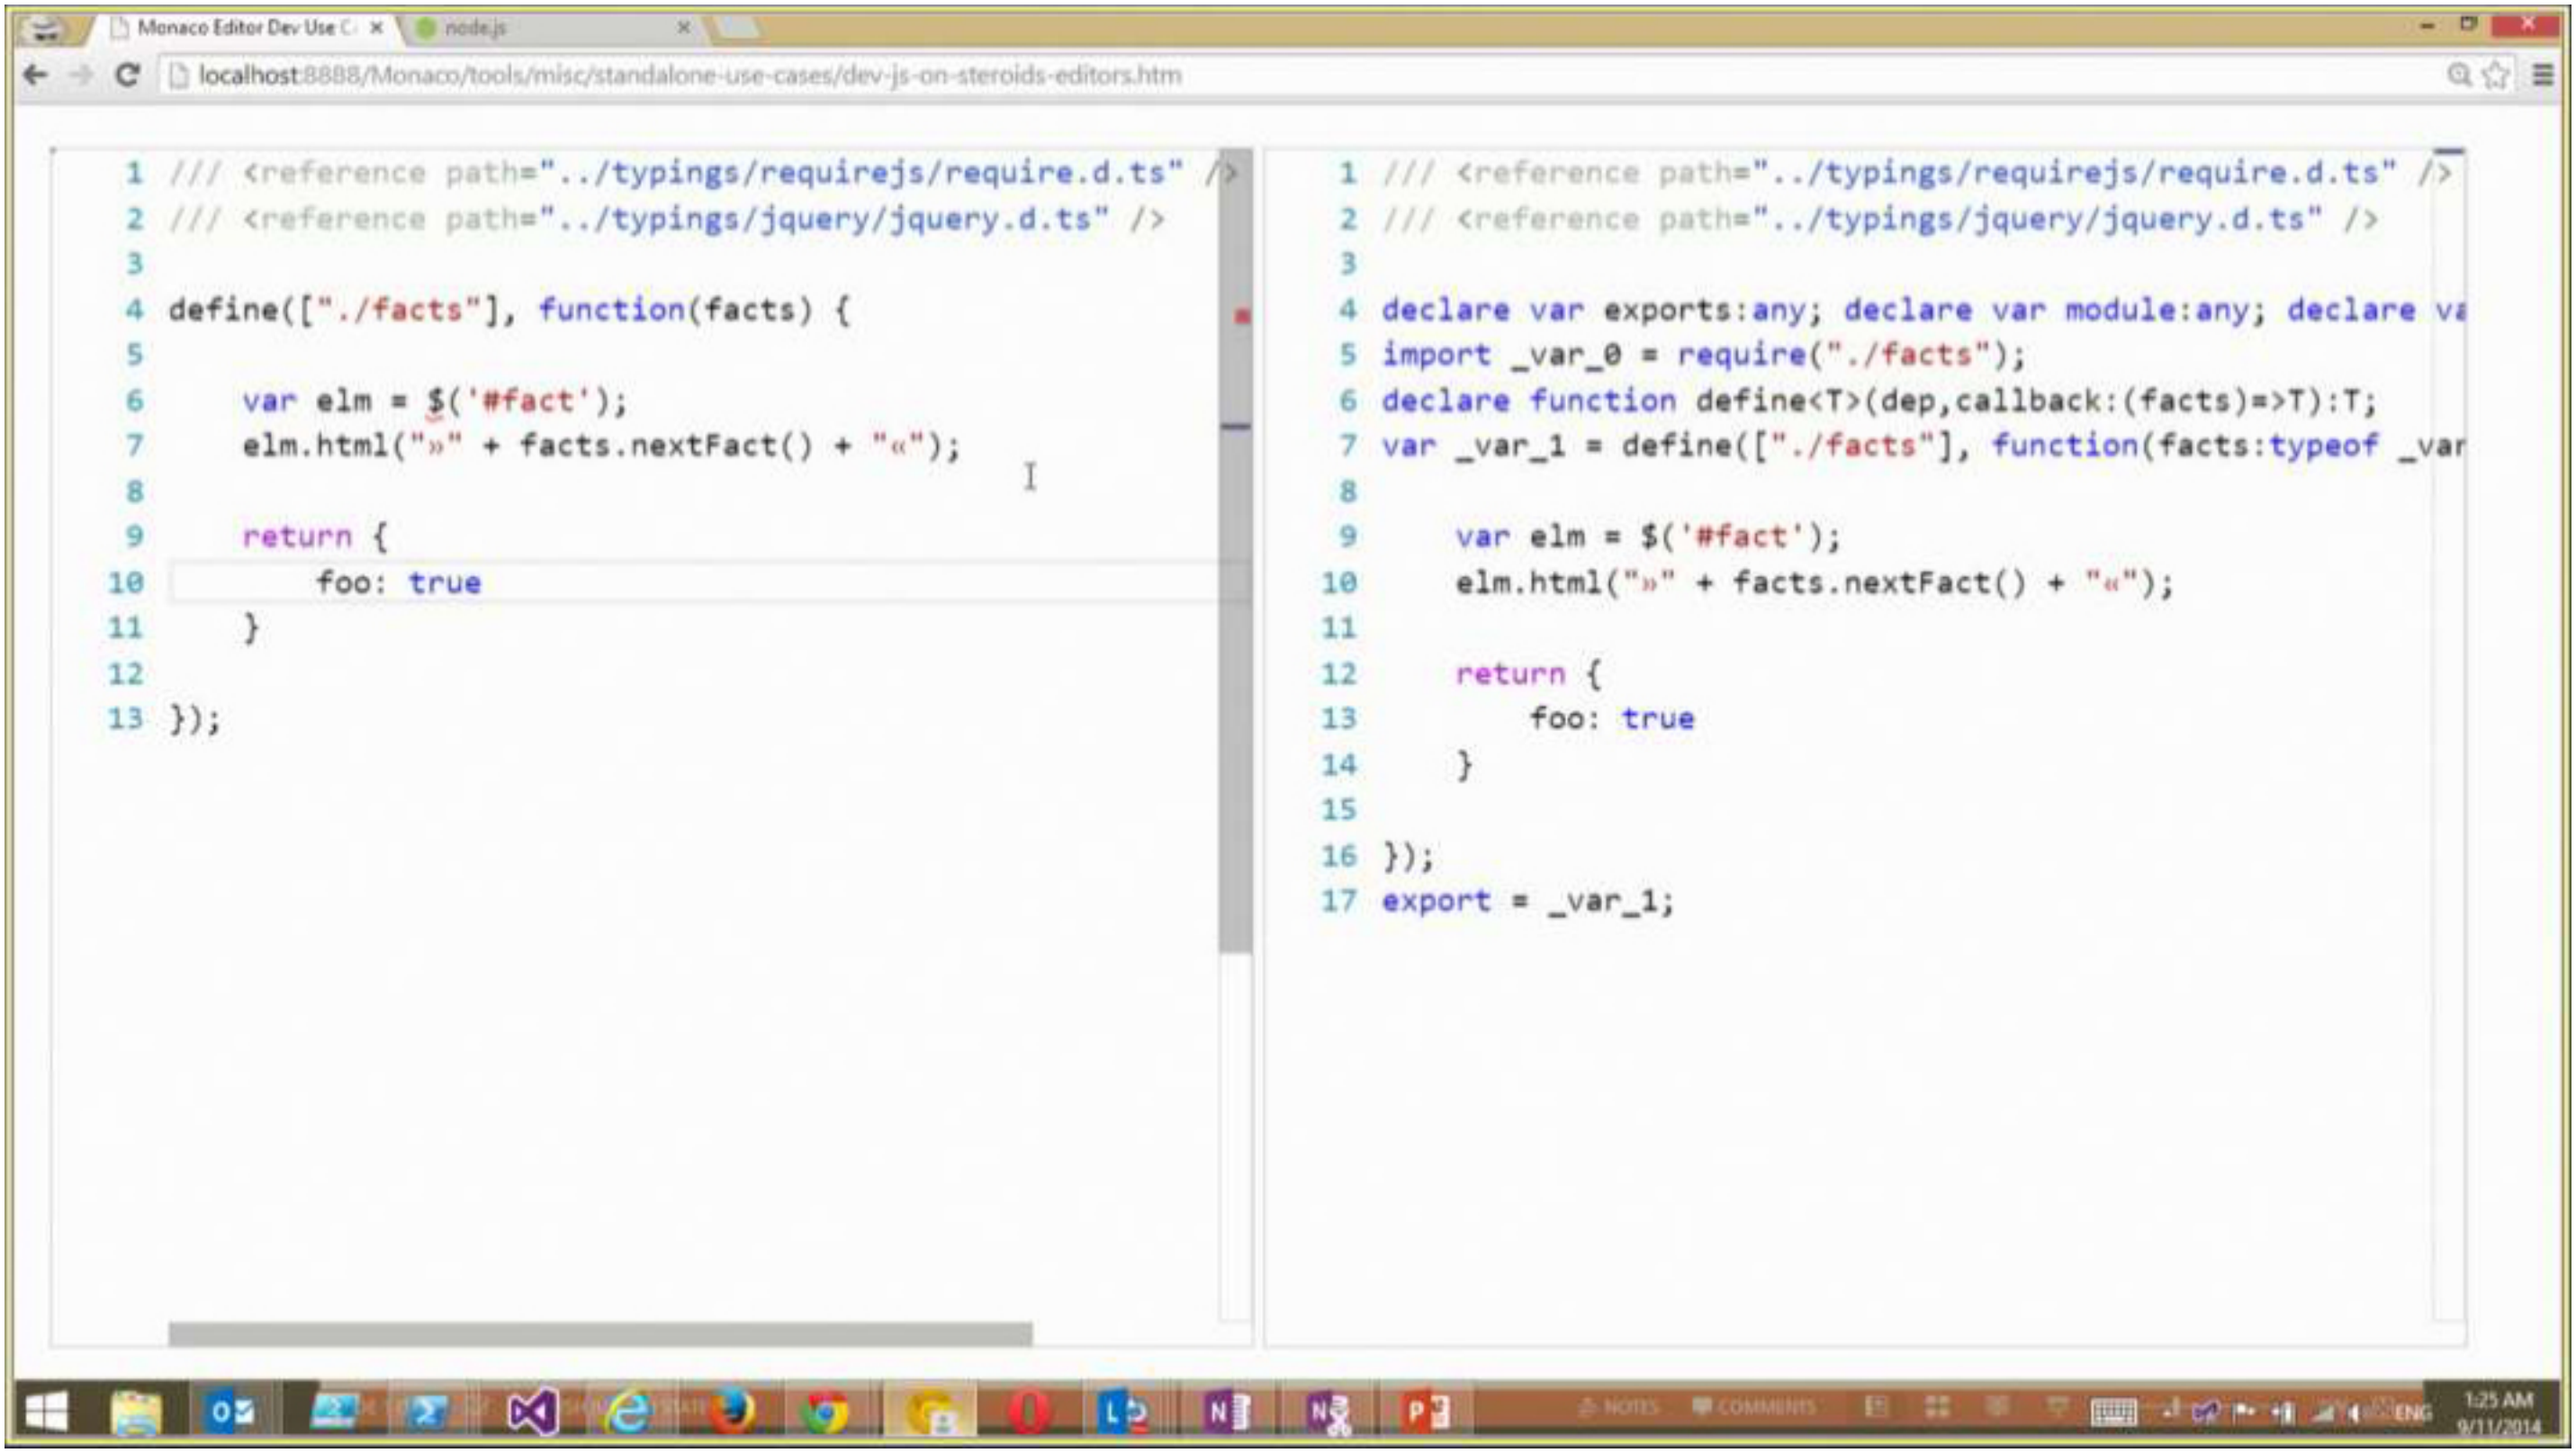 Monaco Editor Dev Use C
node.js
localhost:8888/Monaco/tools/misc/standalone-use-cases/dev-js-on-steroids-editors.htm
1 /// <reference path="../typings/requirejs/require.d.ts" />
2 /// <reference path="../typings/jquery/jquery.d.ts" />
3
4 define(["./facts"], function(facts) {
5
6 var elm = $('#fact');
7 elm.html("»" + facts.nextFact() + "«");
8
9 return {
10 foo: true
11 }
12
13 });
1 /// <reference path="../typings/requirejs/require.d.ts" />
2 /// <reference path="../typings/jquery/jquery.d.ts" />
3
4 declare var exports:any; declare var module:any; declare va
5 import _var_0 = require("./facts");
6 declare function define<T>(dep,callback:(facts)=>T):T;
7 var _var_1 = define(["./facts"], function(facts:typeof _var
8
9 var elm = $('#fact');
10 elm.html("»" + facts.nextFact() + "«");
11
12 return {
13 foo: true
14 }
15
16 });
17 export = _var_1;
NOTES COMMENTS
ENG
1:25 AM
9/11/2014